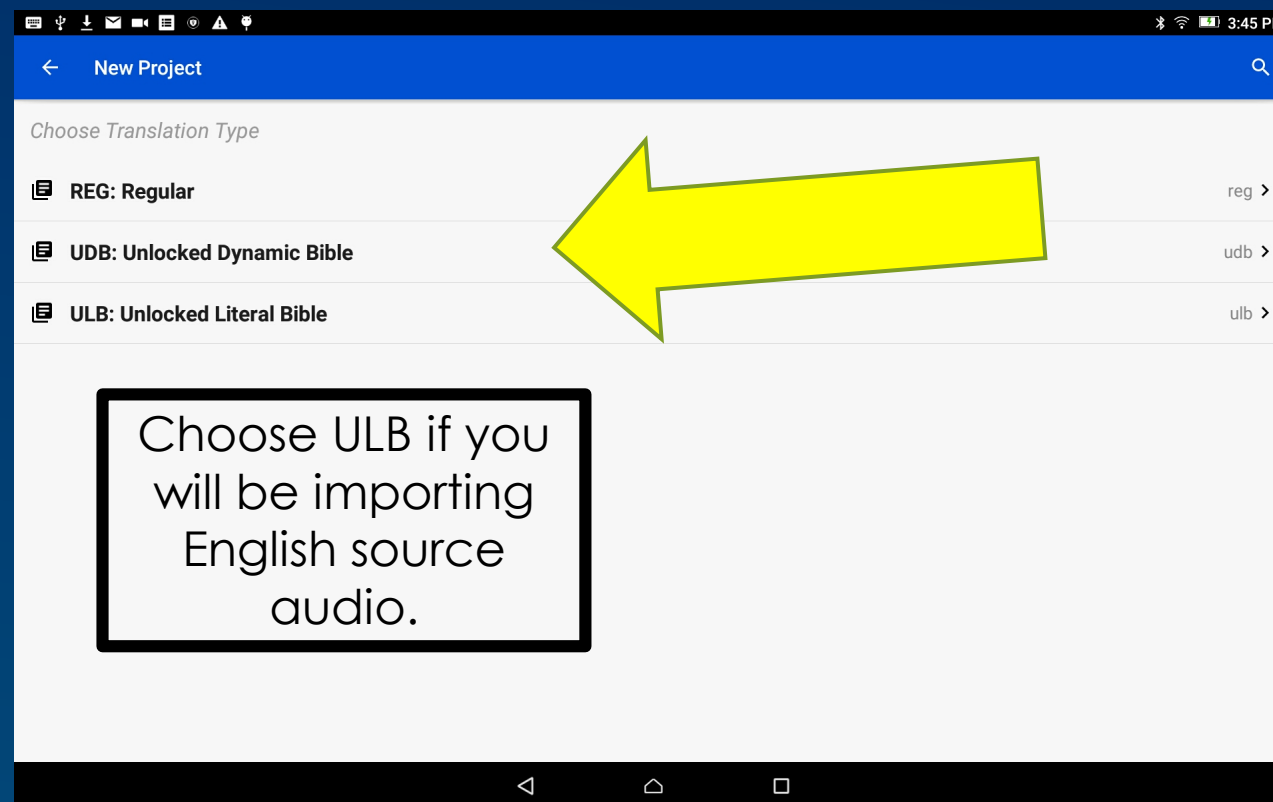 3:45 P
New Project
Choose Translation Type
REG: Regular
reg
UDB: Unlocked Dynamic Bible
udb
ULB: Unlocked Literal Bible
ulb
Choose ULB if you
will be importing
English source
audio.